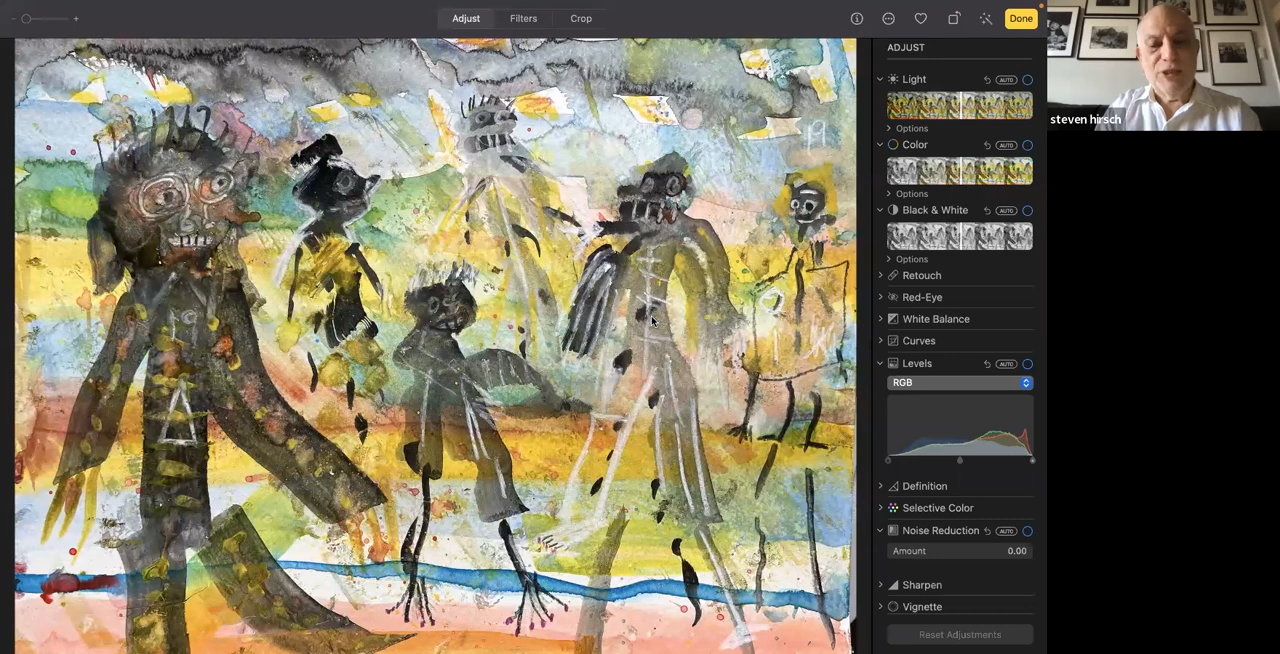 Adjust Filters Crop
Done
ADJUST
Light AUTO
Options
Color AUTO
Options
Black & White AUTO
Options
Retouch
Red-Eye
White Balance
Curves
Levels AUTO
RGB
Definition
Selective Color
Noise Reduction AUTO
Amount 0.00
Sharpen
Vignette
Reset Adjustments
steven hirsch